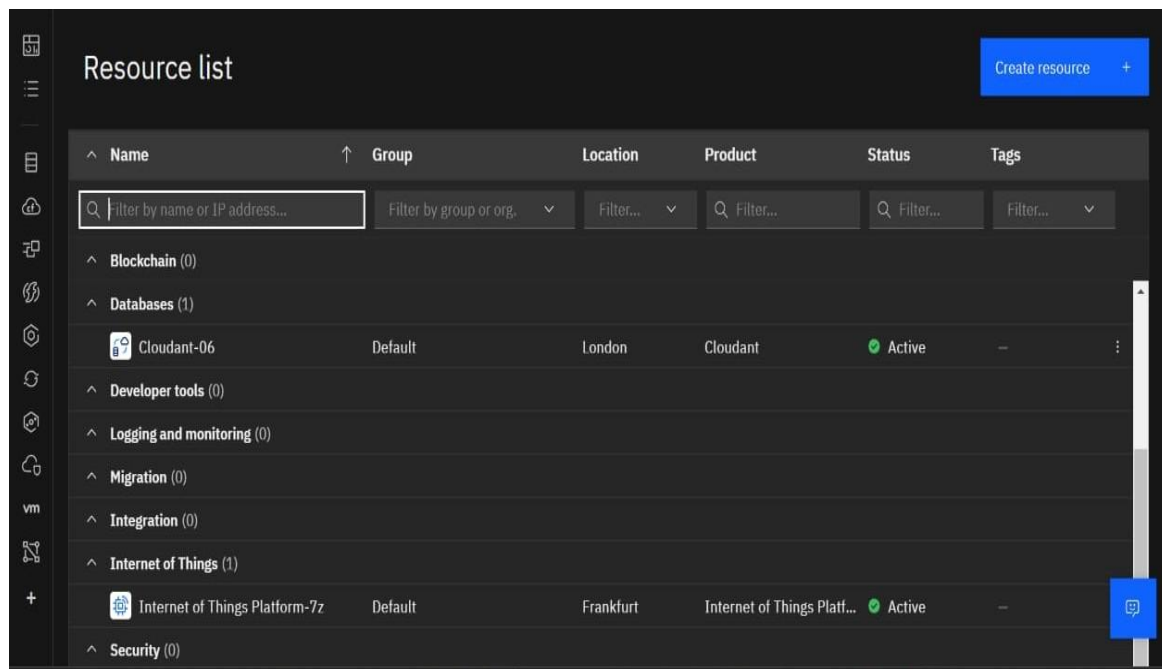 Resource list
Create resource +
Name Group Location Product Status Tags
Filter by name or IP address... Filter by group or org. Filter... Filter... Filter... Filter...
Blockchain (0)
Databases (1)
Cloudant-06 Default London Cloudant Active –
Developer tools (0)
Logging and monitoring (0)
Migration (0)
Integration (0)
vm
Internet of Things (1)
Internet of Things Platform-7z Default Frankfurt Internet of Things Platf... Active –
Security (0)